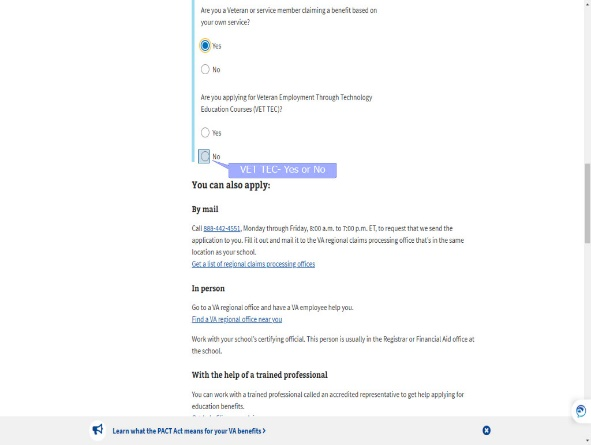 Are you a Veteran or service member claiming a benefit based on
your own service?
Yes
No
Are you applying for Veteran Employment Through Technology
Education Courses (VET TEC)?
Yes
No
VET TEC- Yes or No
You can also apply:
By mail
Call 888-442-4551, Monday through Friday, 8:00 a.m. to 7:00 p.m. ET, to request that we send the
application to you. Fill it out and mail it to the VA regional claims processing office that's in the same
location as your school.
Get a list of regional claims processing offices
In person
Go to a VA regional office and have a VA employee help you.
Find a VA regional office near you
Work with your school's certifying official. This person is usually in the Registrar or Financial Aid office at
the school.
With the help of a trained professional
You can work with a trained professional called an accredited representative to get help applying for
education benefits.
Learn what the PACT Act means for your VA benefits >